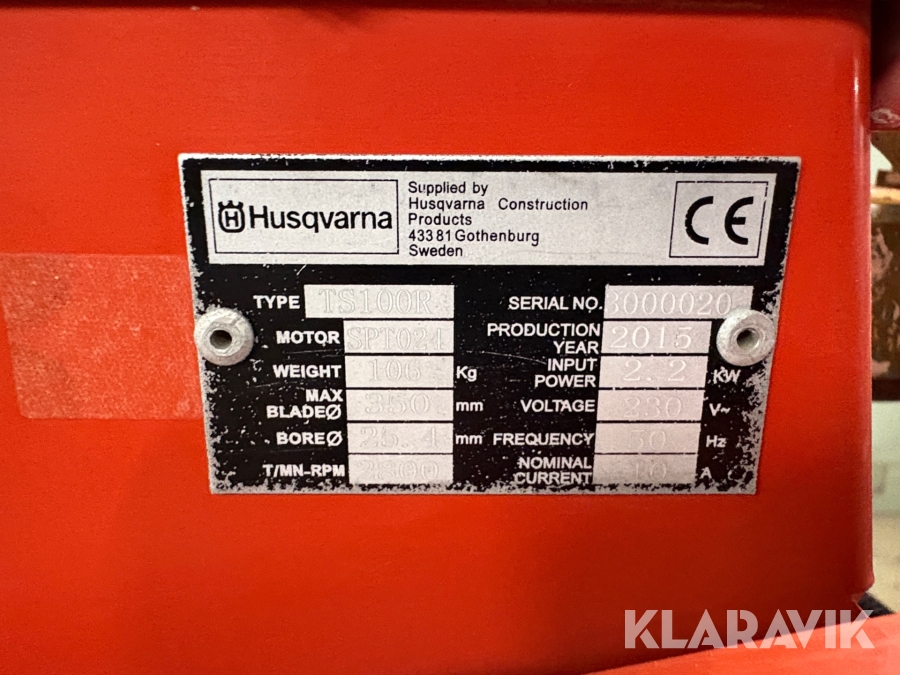 Husqvarna
Supplied by
Husqvarna Construction
Products
433 81 Gothenburg
Sweden
CE
TYPE TS100R
MOTOR SPT024
WEIGHT Kg
MAX BLADEØ 350 mm
BOREØ 25.4 mm
T/MN-RPM
SERIAL NO. 3000020
PRODUCTION YEAR 2015
INPUT POWER 2.2 KW
VOLTAGE 230 V~
FREQUENCY 50 Hz
NOMINAL CURRENT 10 A
KLARAVIK